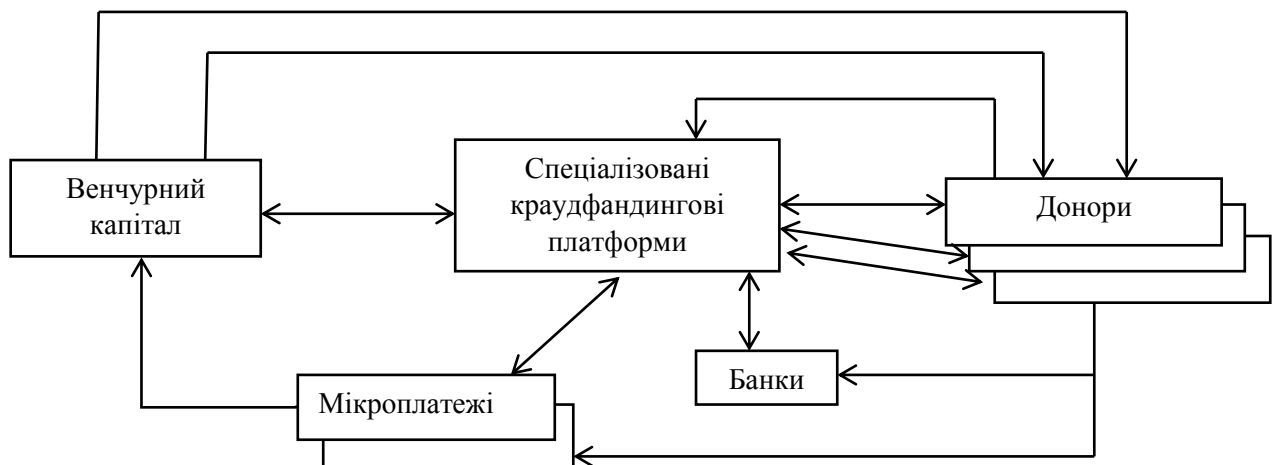 Венчурний
капітал
Спеціалізовані
краудфандингові
платформи
Донори
Банки
Мікроплатежі